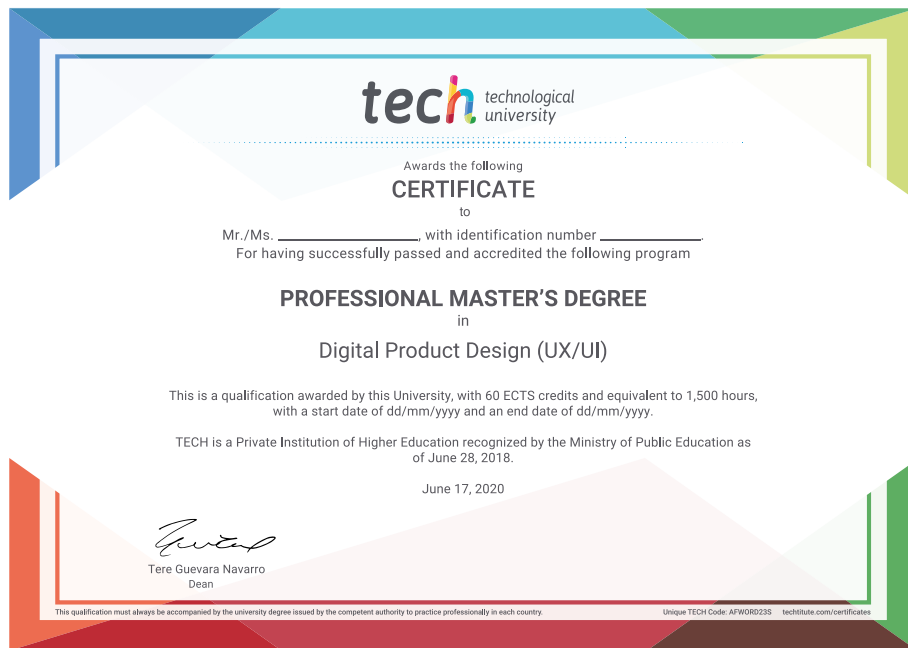 tech technological
university
Awards the following
CERTIFICATE
to
Mr./Ms. ____________________, with identification number ______________.
For having successfully passed and accredited the following program
PROFESSIONAL MASTER'S DEGREE
in
Digital Product Design (UX/UI)
This is a qualification awarded by this University, with 60 ECTS credits and equivalent to 1,500 hours,
with a start date of dd/mm/yyyy and an end date of dd/mm/yyyy.
TECH is a Private Institution of Higher Education recognized by the Ministry of Public Education as
of June 28, 2018.
June 17, 2020
Tere Guevara Navarro
Dean
This qualification must always be accompanied by the university degree issued by the competent authority to practice professionally in each country. Unique TECH Code: AFWORD23S techtitute.com/certificates